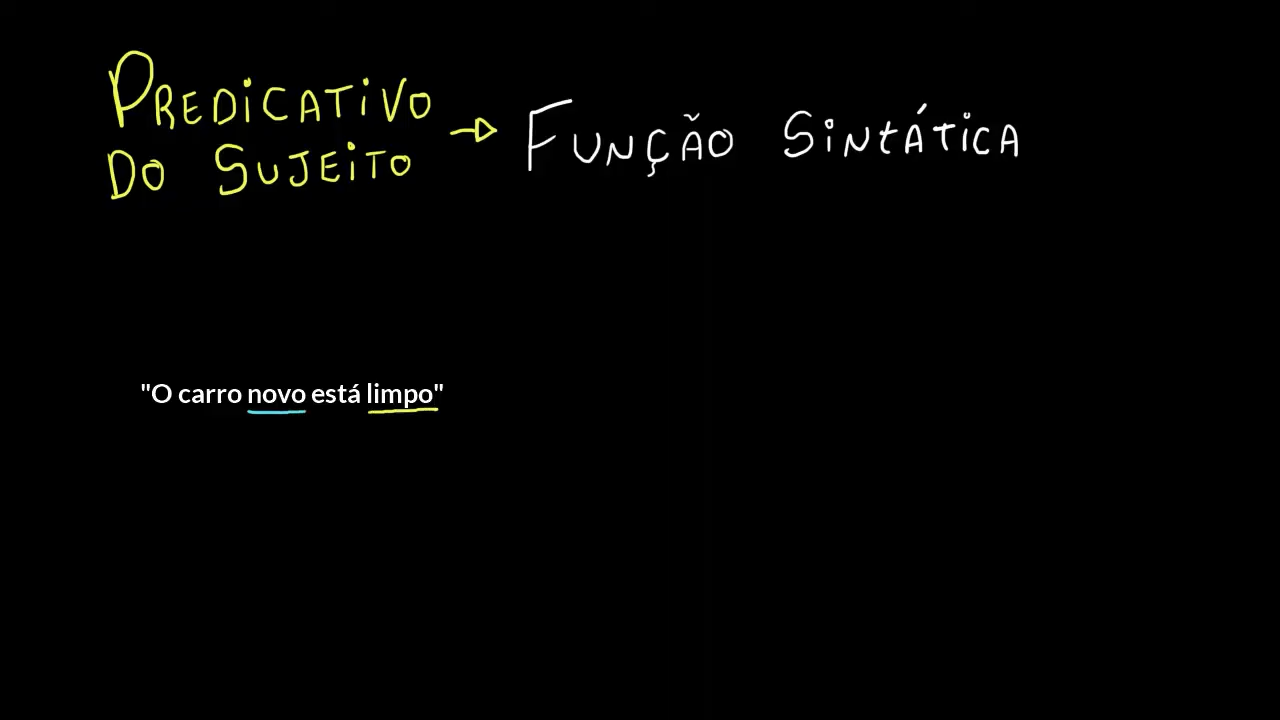 PREDICATIVO
DO SUJEITO → FUNÇÃO SINTÁTICA
"O carro novo está limpo"